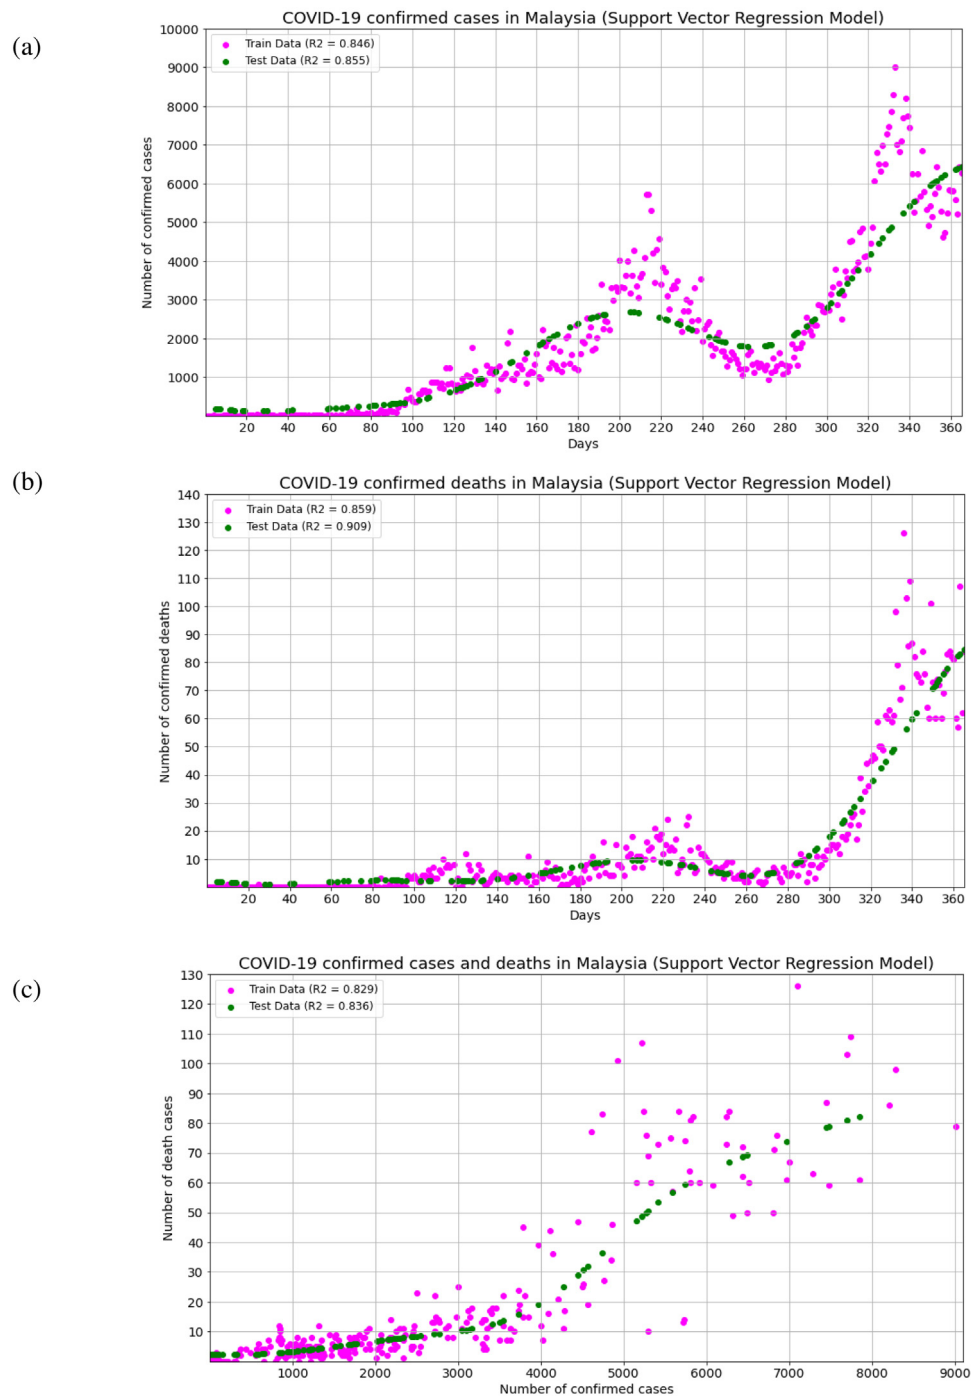 (a)
COVID-19 confirmed cases in Malaysia (Support Vector Regression Model)
Train Data (R2 = 0.846)
Test Data (R2 = 0.855)
10000
9000
8000
7000
6000
5000
4000
3000
2000
1000
Number of confirmed cases
20 40 60 80 100 120 140 160 180 200 220 240 260 280 300 320 340 360
Days
(b)
COVID-19 confirmed deaths in Malaysia (Support Vector Regression Model)
Train Data (R2 = 0.859)
Test Data (R2 = 0.909)
140
130
120
110
100
90
80
70
60
50
40
30
20
10
Number of confirmed deaths
20 40 60 80 100 120 140 160 180 200 220 240 260 280 300 320 340 360
Days
(c)
COVID-19 confirmed cases and deaths in Malaysia (Support Vector Regression Model)
Train Data (R2 = 0.829)
Test Data (R2 = 0.836)
130
120
110
100
90
80
70
60
50
40
30
20
10
Number of death cases
1000 2000 3000 4000 5000 6000 7000 8000 9000
Number of confirmed cases